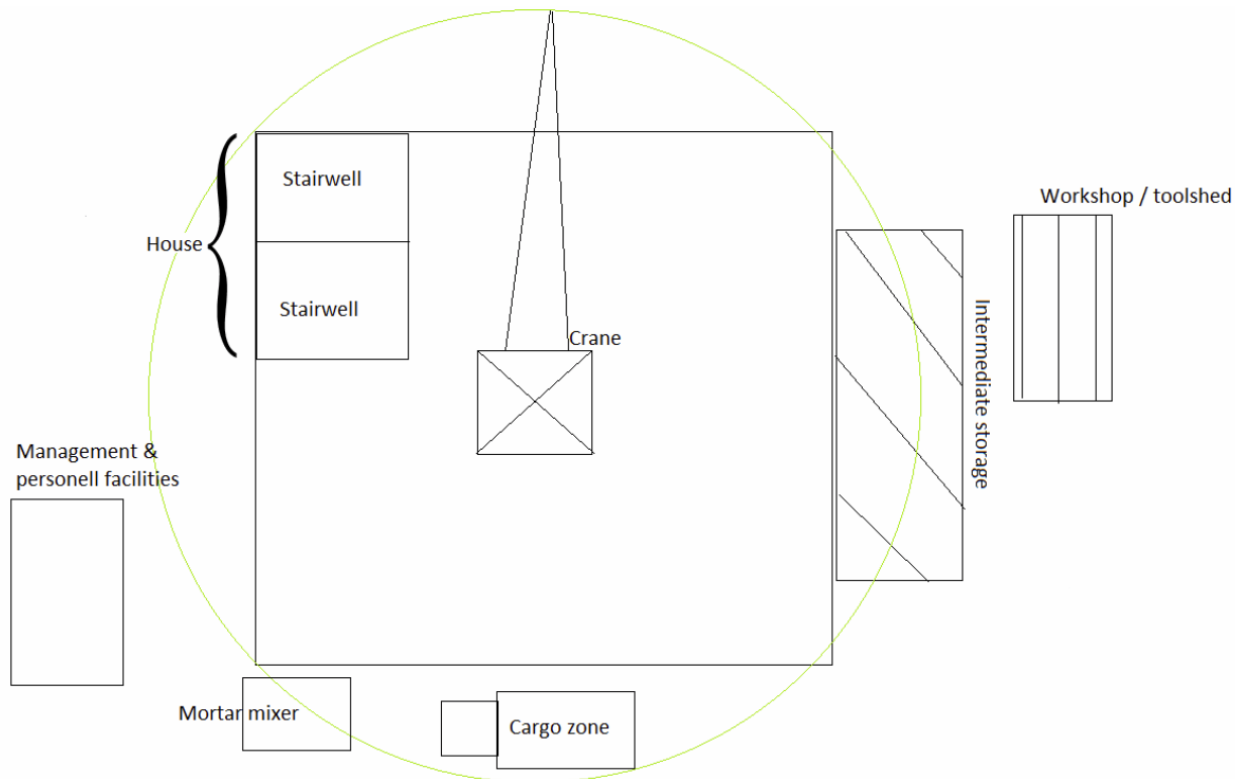 Stairwell
Workshop / toolshed
House
Stairwell
Crane
Intermediate storage
Management &
personell facilities
Mortar mixer
Cargo zone